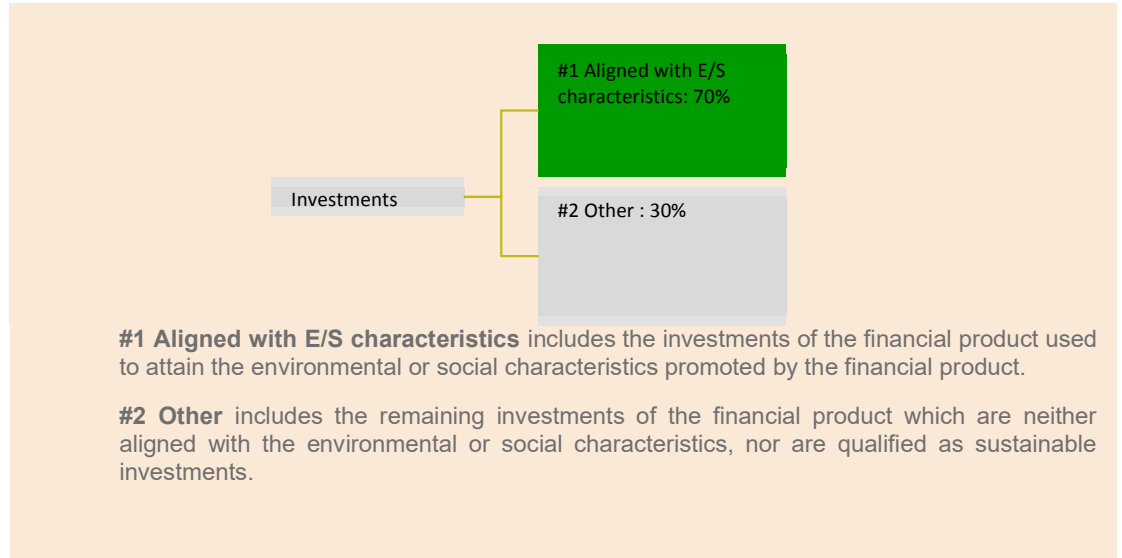 #1 Aligned with E/S
characteristics: 70%
Investments
#2 Other : 30%
#1 Aligned with E/S characteristics includes the investments of the financial product used
to attain the environmental or social characteristics promoted by the financial product.
#2 Other includes the remaining investments of the financial product which are neither
aligned with the environmental or social characteristics, nor are qualified as sustainable
investments.